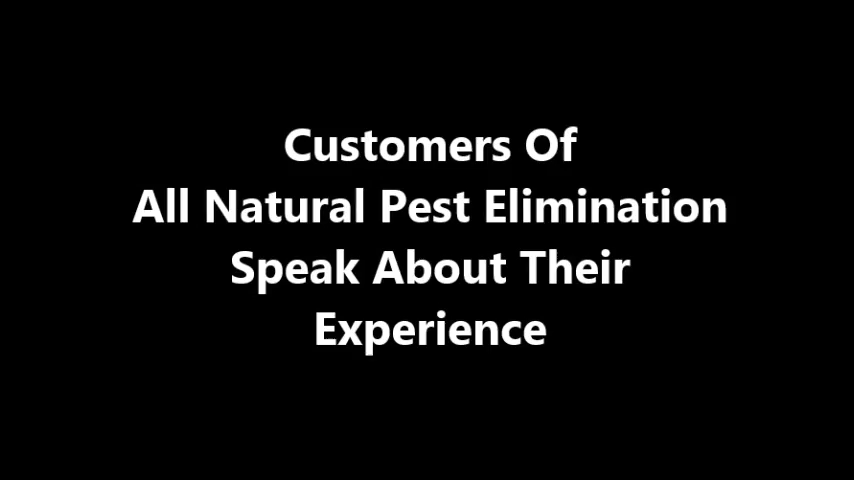 Customers Of
All Natural Pest Elimination
Speak About Their
Experience